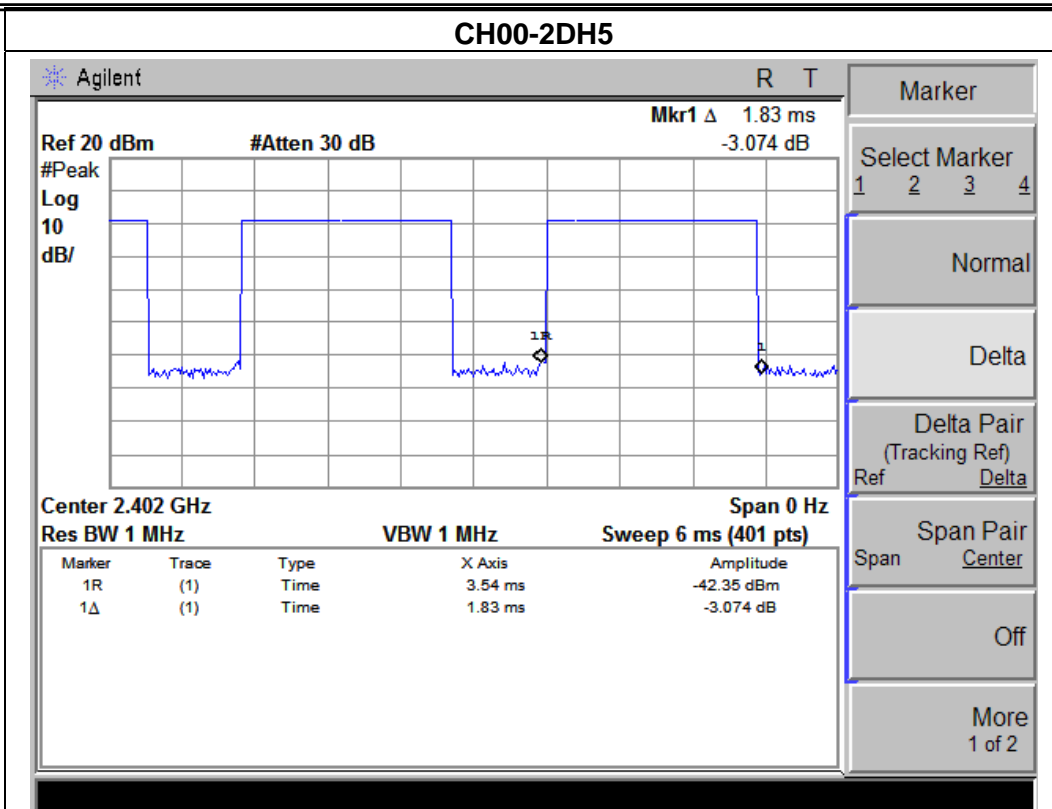 CH00-2DH5
Agilent R T
Mkr1 Δ 1.83 ms
Ref 20 dBm #Atten 30 dB -3.074 dB
#Peak
Log
10
dB/
1R
1
Center 2.402 GHz Span 0 Hz
Res BW 1 MHz VBW 1 MHz Sweep 6 ms (401 pts)
Marker Trace Type X Axis Amplitude
1R (1) Time 3.54 ms -42.35 dBm
1Δ (1) Time 1.83 ms -3.074 dB
Marker
Select Marker
1 2 3 4
Normal
Delta
Delta Pair
(Tracking Ref)
Ref Delta
Span Pair
Span Center
Off
More
1 of 2